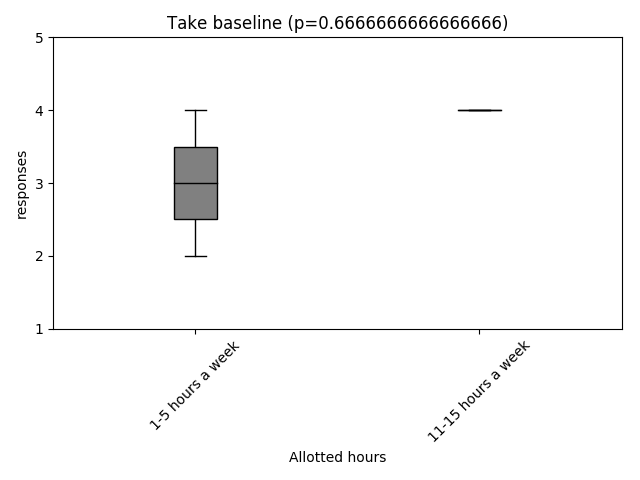 Take baseline (p=0.6666666666666666)
5
4
3
2
1
responses
1-5 hours a week
11-15 hours a week
Allotted hours